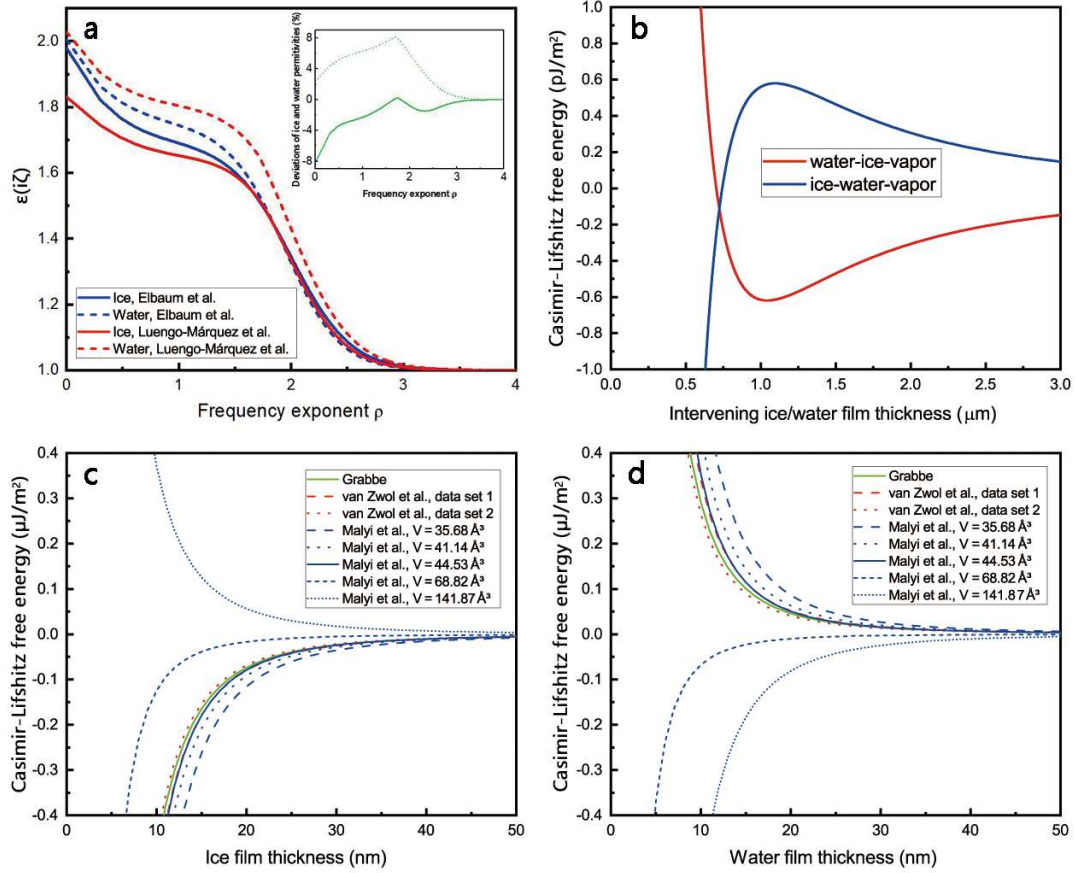 a
ε(iζ)
2.0
1.8
1.6
1.4
1.2
1.0
0
1
2
3
4
Frequency exponent ρ
Ice, Elbaum et al.
Water, Elbaum et al.
Ice, Luengo-Márquez et al.
Water, Luengo-Márquez et al.
Deviations of ice and water permitivities (%)
8
4
0
-4
-8
0
1
2
3
4
Frequency exponent ρ
b
Casimir-Lifshitz free energy (pJ/m²)
1.0
0.8
0.6
0.4
0.2
0.0
-0.2
-0.4
-0.6
-0.8
-1.0
0.0
0.5
1.0
1.5
2.0
2.5
3.0
Intervening ice/water film thickness (μm)
water-ice-vapor
ice-water-vapor
c
Casimir-Lifshitz free energy (μJ/m²)
0.4
0.3
0.2
0.1
0.0
-0.1
-0.2
-0.3
-0.4
0
10
20
30
40
50
Ice film thickness (nm)
Grabbe
van Zwol et al., data set 1
van Zwol et al., data set 2
Malyi et al., V = 35.68 Å³
Malyi et al., V = 41.14 Å³
Malyi et al., V = 44.53 Å³
Malyi et al., V = 68.82 Å³
Malyi et al., V = 141.87 Å³
d
Casimir-Lifshitz free energy (μJ/m²)
0.4
0.3
0.2
0.1
0.0
-0.1
-0.2
-0.3
-0.4
0
10
20
30
40
50
Water film thickness (nm)
Grabbe
van Zwol et al., data set 1
van Zwol et al., data set 2
Malyi et al., V = 35.68 Å³
Malyi et al., V = 41.14 Å³
Malyi et al., V = 44.53 Å³
Malyi et al., V = 68.82 Å³
Malyi et al., V = 141.87 Å³